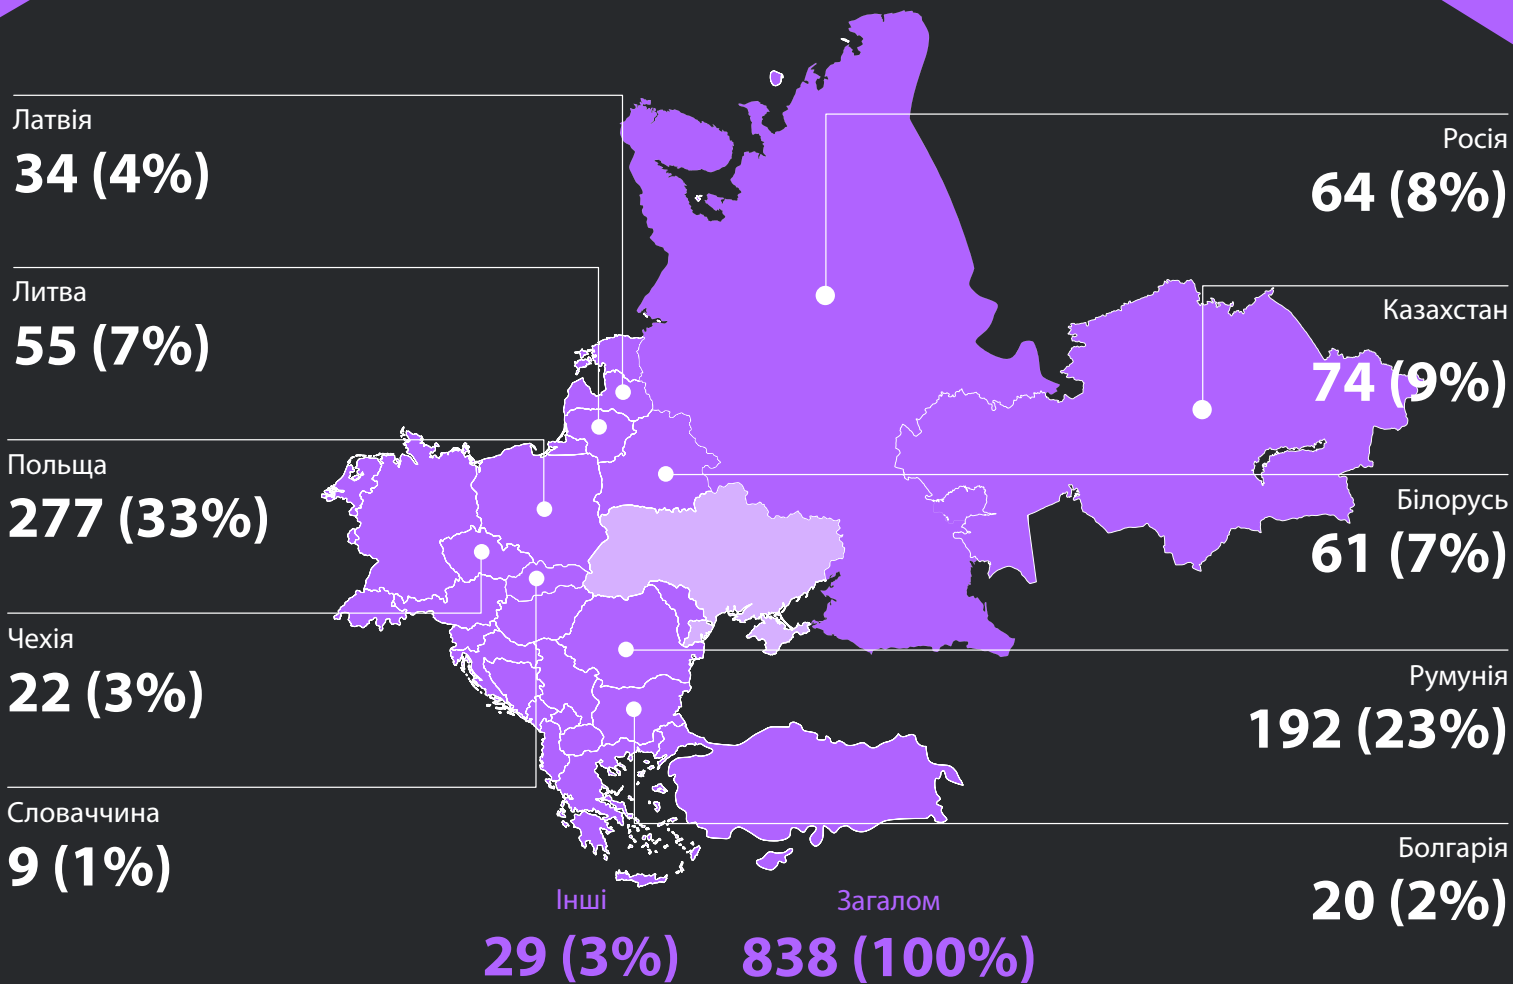 Латвія
34 (4%)
Литва
55 (7%)
Польща
277 (33%)
Чехія
22 (3%)
Словаччина
9 (1%)
Росія
64 (8%)
Казахстан
74 (9%)
Білорусь
61 (7%)
Румунія
192 (23%)
Болгарія
20 (2%)
Інші
29 (3%)
Загалом
838 (100%)